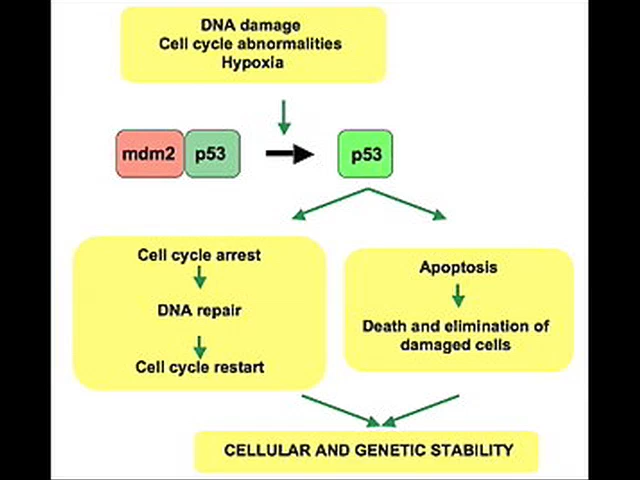 DNA damage
Cell cycle abnormalities
Hypoxia
mdm2 p53 p53
Cell cycle arrest
DNA repair
Cell cycle restart
Apoptosis
Death and elimination of
damaged cells
CELLULAR AND GENETIC STABILITY